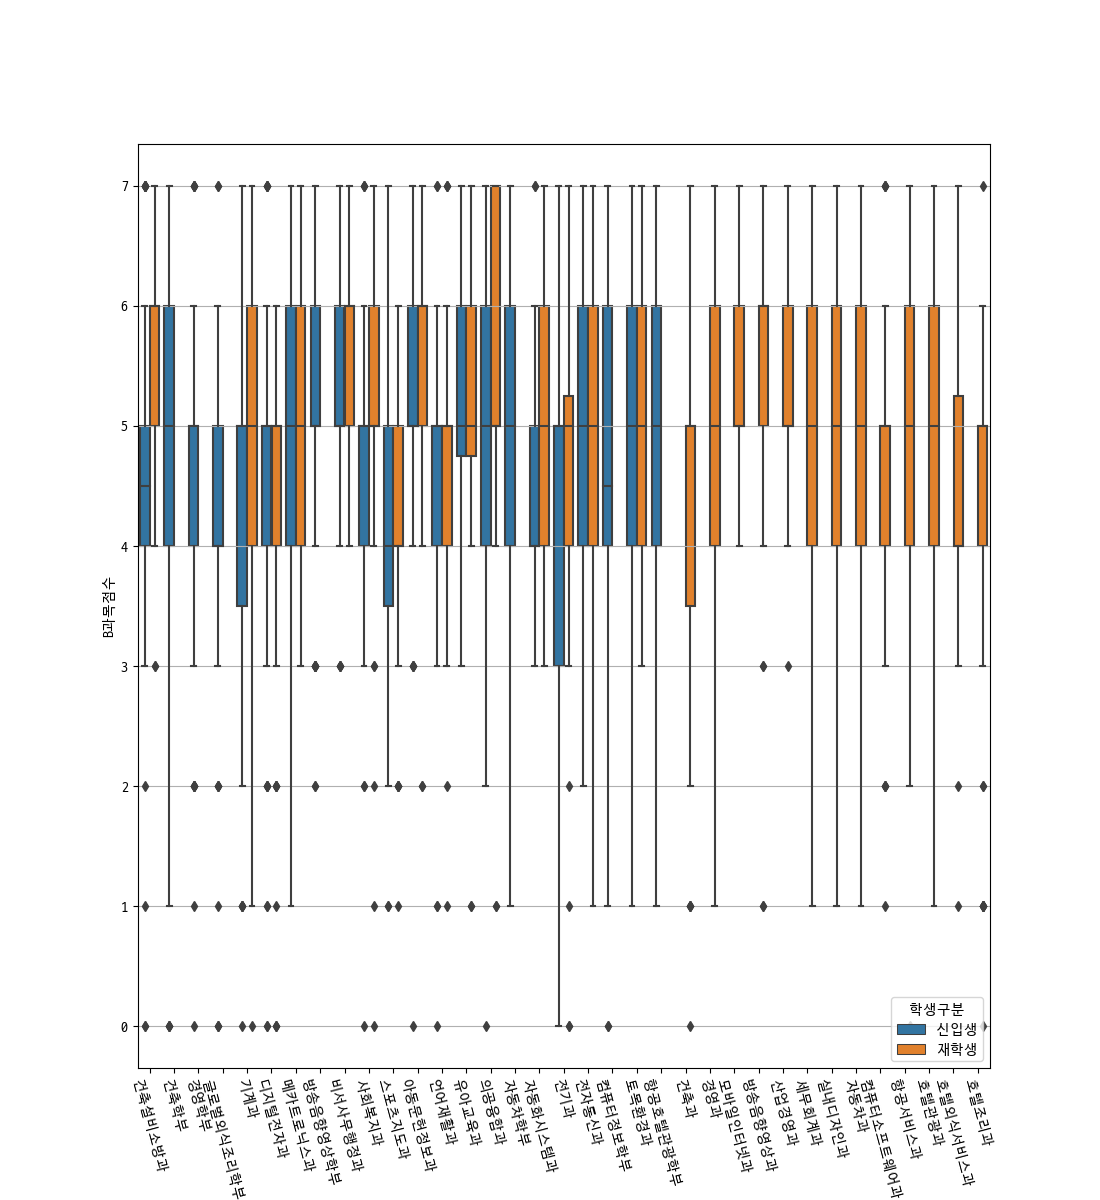 7
6
5
4
3
2
1
0
B과목점수
학생구분
신입생
재학생
건축설비소방과
건축학부
경영학부
글로벌외식조리학부
기계과
디지털전자과
메카트로닉스과
방송음향영상학부
비서사무행정과
사회복지과
스포츠지도과
아동문헌정보과
언어재활과
유아교육과
의공융합과
자동차학부
자동화시스템과
전기과
전자통신과
컴퓨터정보학부
토목환경과
항공호텔관광학부
건축과
경영과
모바일인터넷과
방송음향영상과
산업경영과
세무회계과
실내디자인과
자동차과
컴퓨터소프트웨어과
항공서비스과
호텔관광과
호텔외식서비스과
호텔조리과